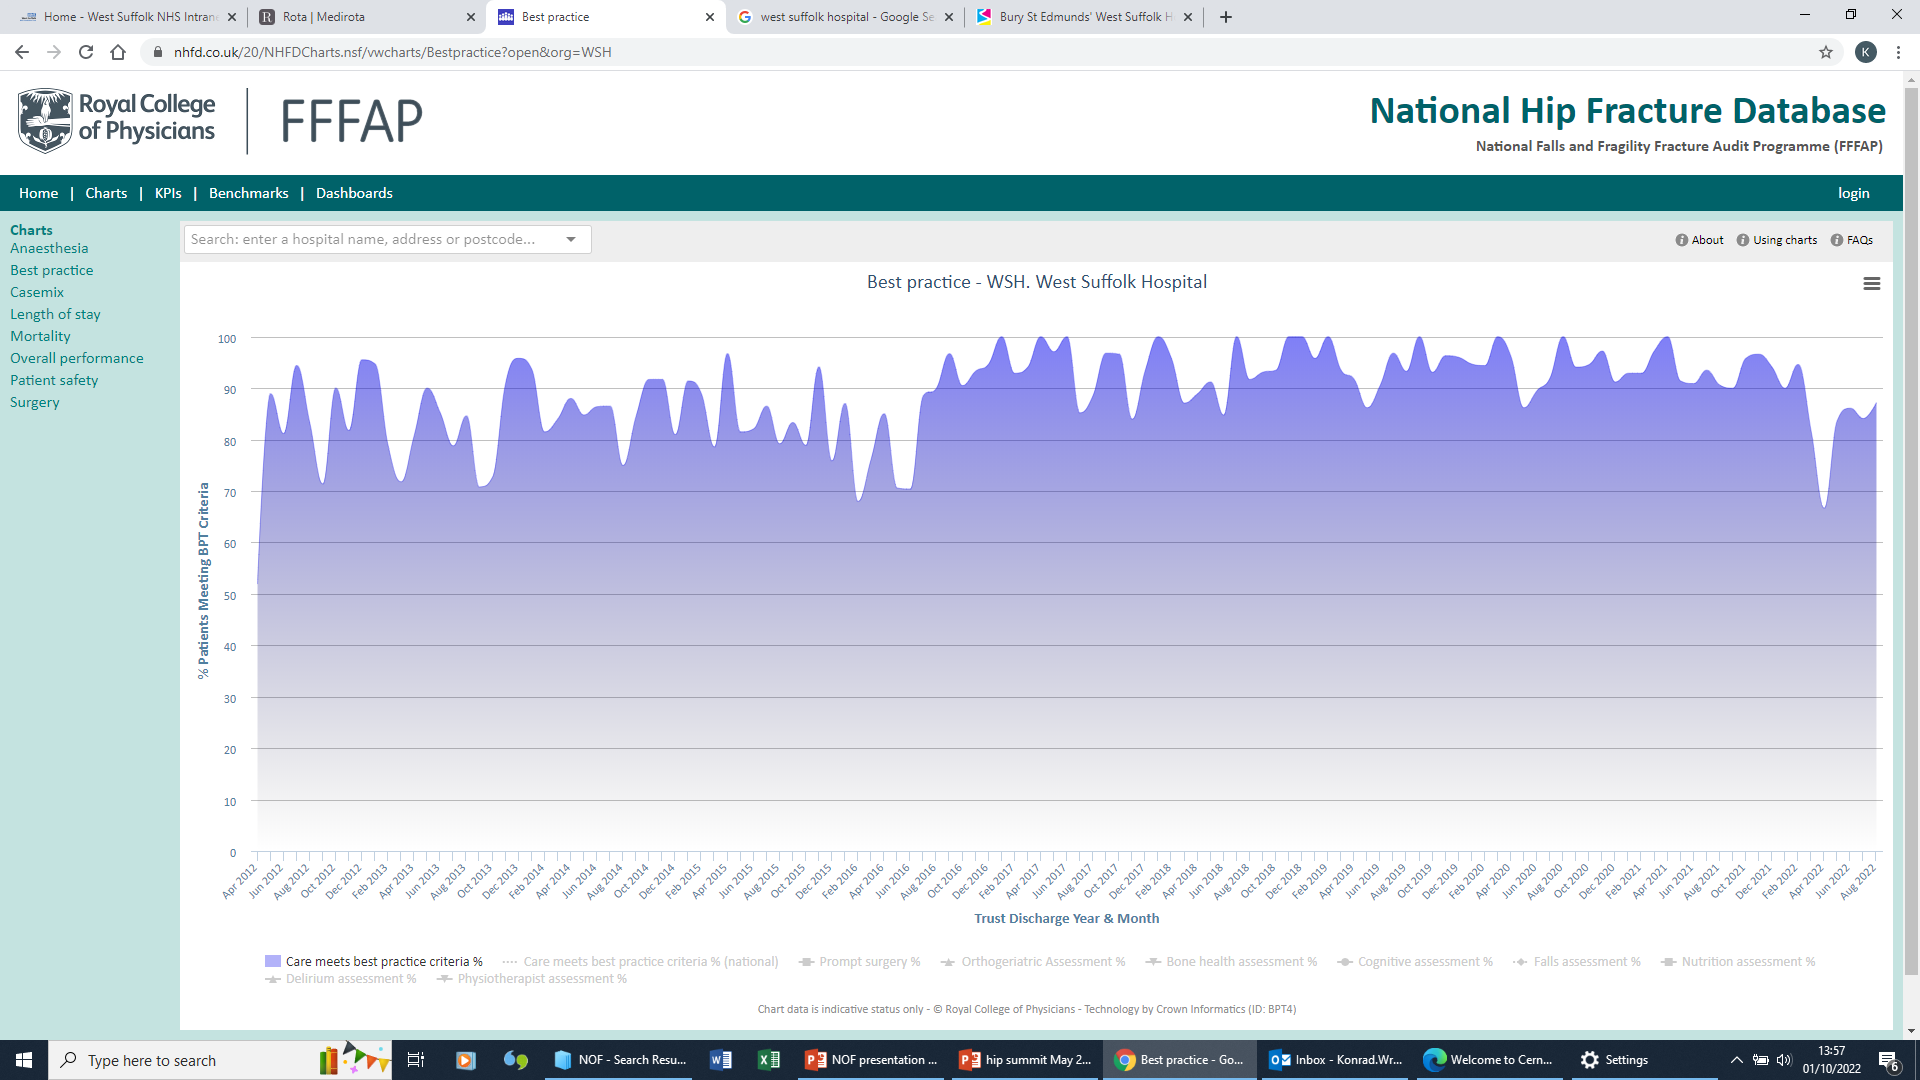 Home - West Suffolk NHS Intrane
Rota | Medirota
Best practice
west suffolk hospital - Google Se
Bury St Edmunds' West Suffolk H
nhfd.co.uk/20/NHFDCharts.nsf/vwcharts/Bestpractice?open&org=WSH
K
Royal College
of Physicians
FFFAP
National Hip Fracture Database
National Falls and Fragility Fracture Audit Programme (FFFAP)
Home | Charts | KPIs | Benchmarks | Dashboards
login
Charts
Anaesthesia
Best practice
Casemix
Length of stay
Mortality
Overall performance
Patient safety
Surgery
Search: enter a hospital name, address or postcode...
About
Using charts
FAQs
Best practice - WSH. West Suffolk Hospital
% Patients Meeting BPT Criteria
100
90
80
70
60
50
40
30
20
10
0
Apr 2012
Jun 2012
Aug 2012
Oct 2012
Dec 2012
Feb 2013
Apr 2013
Jun 2013
Aug 2013
Oct 2013
Dec 2013
Feb 2014
Apr 2014
Jun 2014
Aug 2014
Oct 2014
Dec 2014
Feb 2015
Apr 2015
Jun 2015
Aug 2015
Oct 2015
Dec 2015
Feb 2016
Apr 2016
Jun 2016
Aug 2016
Oct 2016
Dec 2016
Feb 2017
Apr 2017
Jun 2017
Aug 2017
Oct 2017
Dec 2017
Feb 2018
Apr 2018
Jun 2018
Aug 2018
Oct 2018
Dec 2018
Feb 2019
Apr 2019
Jun 2019
Aug 2019
Oct 2019
Dec 2019
Feb 2020
Apr 2020
Jun 2020
Aug 2020
Oct 2020
Dec 2020
Feb 2021
Apr 2021
Jun 2021
Aug 2021
Oct 2021
Dec 2021
Feb 2022
Apr 2022
Jun 2022
Aug 2022
Trust Discharge Year & Month
Care meets best practice criteria %
Care meets best practice criteria % (national)
Prompt surgery %
Orthogeriatric Assessment %
Bone health assessment %
Cognitive assessment %
Falls assessment %
Nutrition assessment %
Delirium assessment %
Physiotherapist assessment %
Chart data is indicative status only - © Royal College of Physicians - Technology by Crown Informatics (ID: BPT4)
Type here to search
NOF - Search Resu...
NOF presentation ...
hip summit May 2...
Best practice - Go...
Inbox - Konrad.Wr...
Welcome to Cern...
Settings
13:57
01/10/2022
6